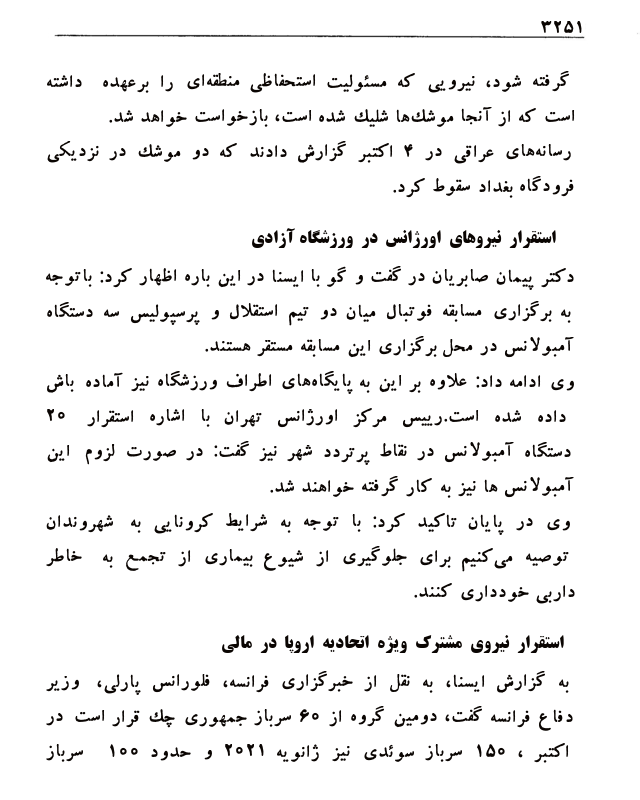 ۳۲۵۱
گرفته شود، نیرویی که مسئولیت استحفاظی منطقه‌ای را برعهده داشته
است که از آنجا موشك‌ها شلیك شده است، بازخواست خواهد شد.
رسانه‌های عراقی در ۴ اکتبر گزارش دادند که دو موشك در نزدیکی
فرودگاه بغداد سقوط کرد.
استقرار نیروهای اورژانس در ورزشگاه آزادی
دکتر پیمان صابریان در گفت و گو با ایسنا در این باره اظهار کرد: باتوجه
به برگزاری مسابقه فوتبال میان دو تیم استقلال و پرسپولیس سه دستگاه
آمبولانس در محل برگزاری این مسابقه مستقر هستند.
وی ادامه داد: علاوه بر این به پایگاه‌های اطراف ورزشگاه نیز آماده باش
داده شده است.رییس مرکز اورژانس تهران با اشاره استقرار ۲۰
دستگاه آمبولانس در نقاط پرتردد شهر نیز گفت: در صورت لزوم این
آمبولانس ها نیز به کار گرفته خواهند شد.
وی در پایان تاکید کرد: با توجه به شرایط کرونایی به شهروندان
توصیه می‌کنیم برای جلوگیری از شیوع بیماری از تجمع به خاطر
داربی خودداری کنند.
استقرار نیروی مشترک ویژه اتحادیه اروپا در مالی
به گزارش ایسنا، به نقل از خبرگزاری فرانسه، فلورانس پارلی، وزیر
دفاع فرانسه گفت، دومین گروه از ۶۰ سرباز جمهوری چك قرار است در
اکتبر ، ۱۵۰ سرباز سوئدی نیز ژانویه ۲۰۲۱ و حدود ۱۰۰ سرباز